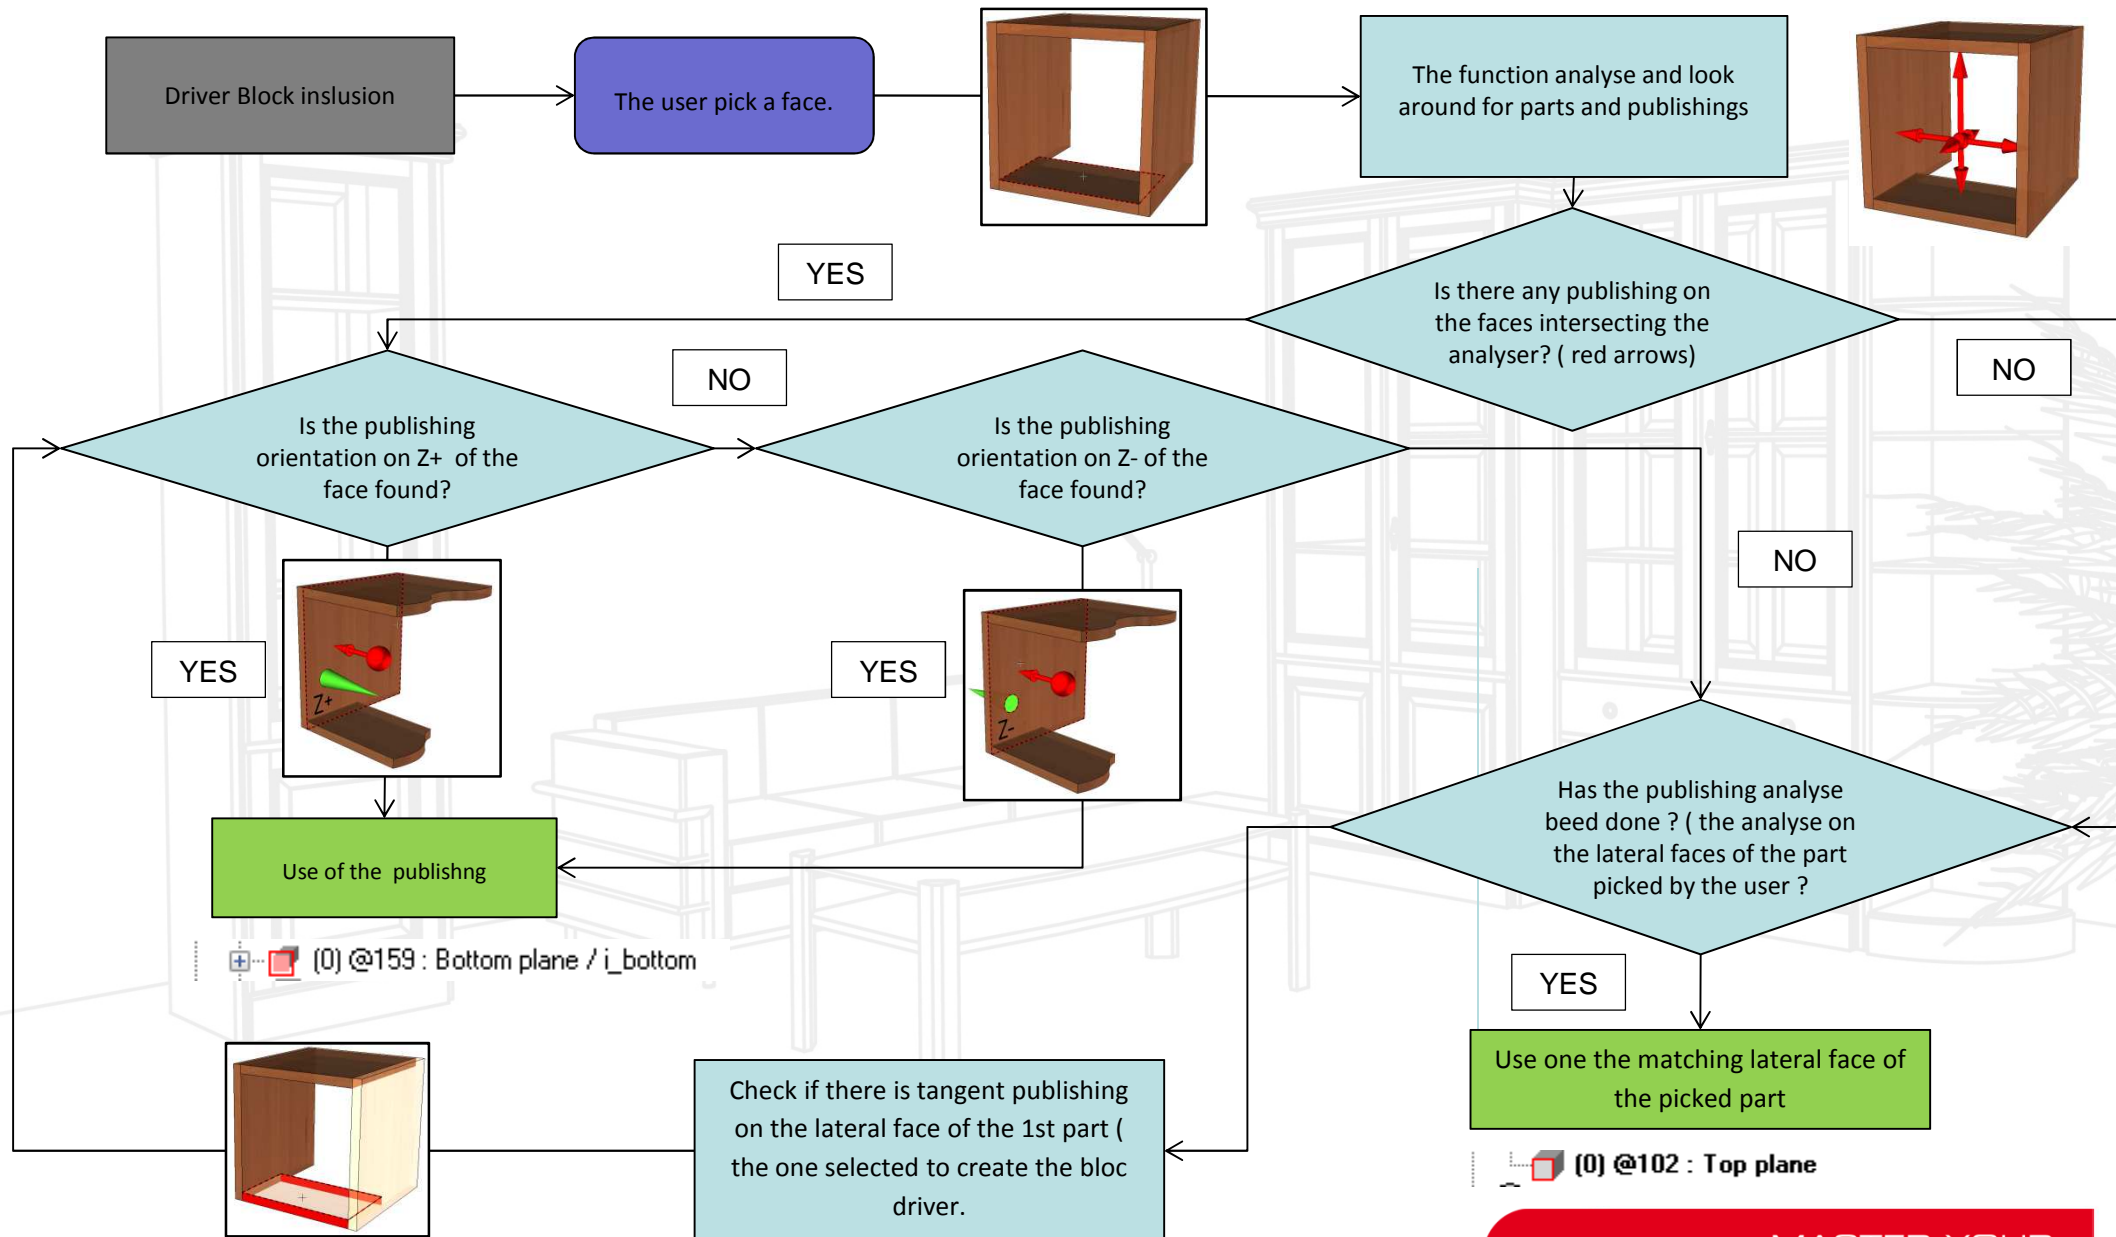 Driver Block inslusion
The user pick a face.
The function analyse and look
around for parts and publishings
YES
Is there any publishing on
the faces intersecting the
analyser? ( red arrows)
NO
NO
Is the publishing
orientation on Z+ of the
face found?
Is the publishing
orientation on Z- of the
face found?
NO
YES
Z+
YES
Z-
Has the publishing analyse
beed done ? ( the analyse on
the lateral faces of the part
picked by the user ?
Use of the publishng
(0) @159 : Bottom plane / i_bottom
YES
Use one the matching lateral face of
the picked part
Check if there is tangent publishing
on the lateral face of the 1st part (
the one selected to create the bloc
driver.
(0) @102 : Top plane
MASTER YOUR